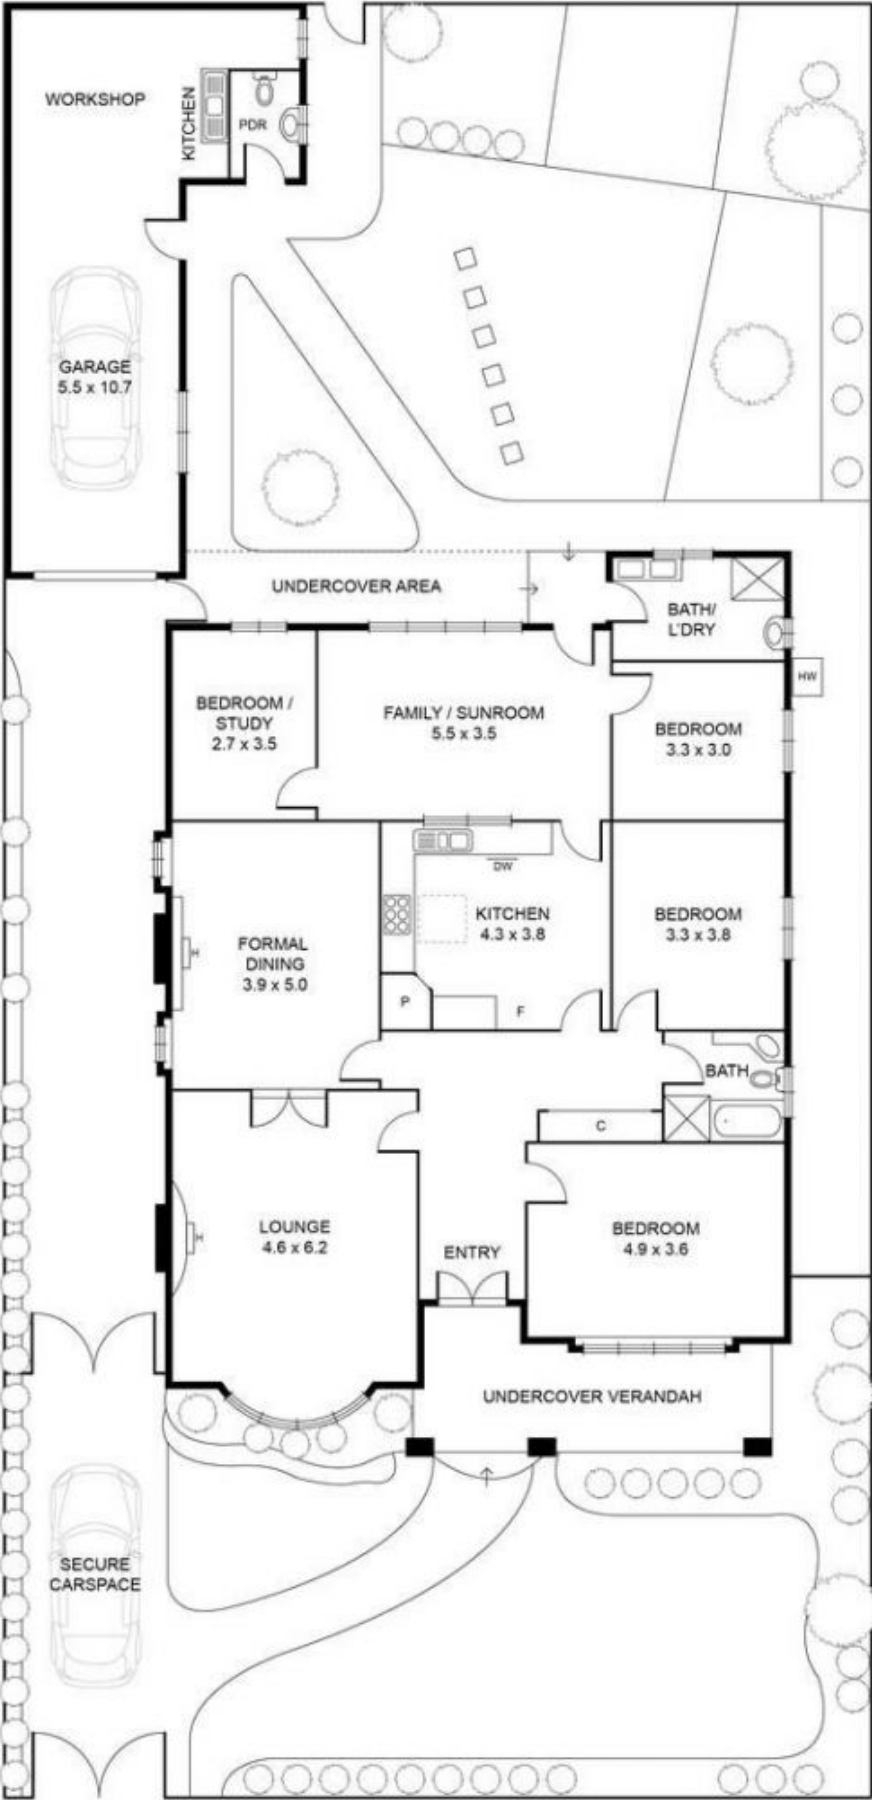 WORKSHOP
KITCHEN
PDR
GARAGE
5.5 x 10.7
UNDERCOVER AREA
BATH/
L'DRY
HW
BEDROOM /
STUDY
2.7 x 3.5
FAMILY / SUNROOM
5.5 x 3.5
BEDROOM
3.3 x 3.0
DW
KITCHEN
4.3 x 3.8
BEDROOM
3.3 x 3.8
FORMAL
DINING
3.9 x 5.0
H
P
F
BATH
C
LOUNGE
4.6 x 6.2
H
ENTRY
BEDROOM
4.9 x 3.6
UNDERCOVER VERANDAH
SECURE
CARSPACE